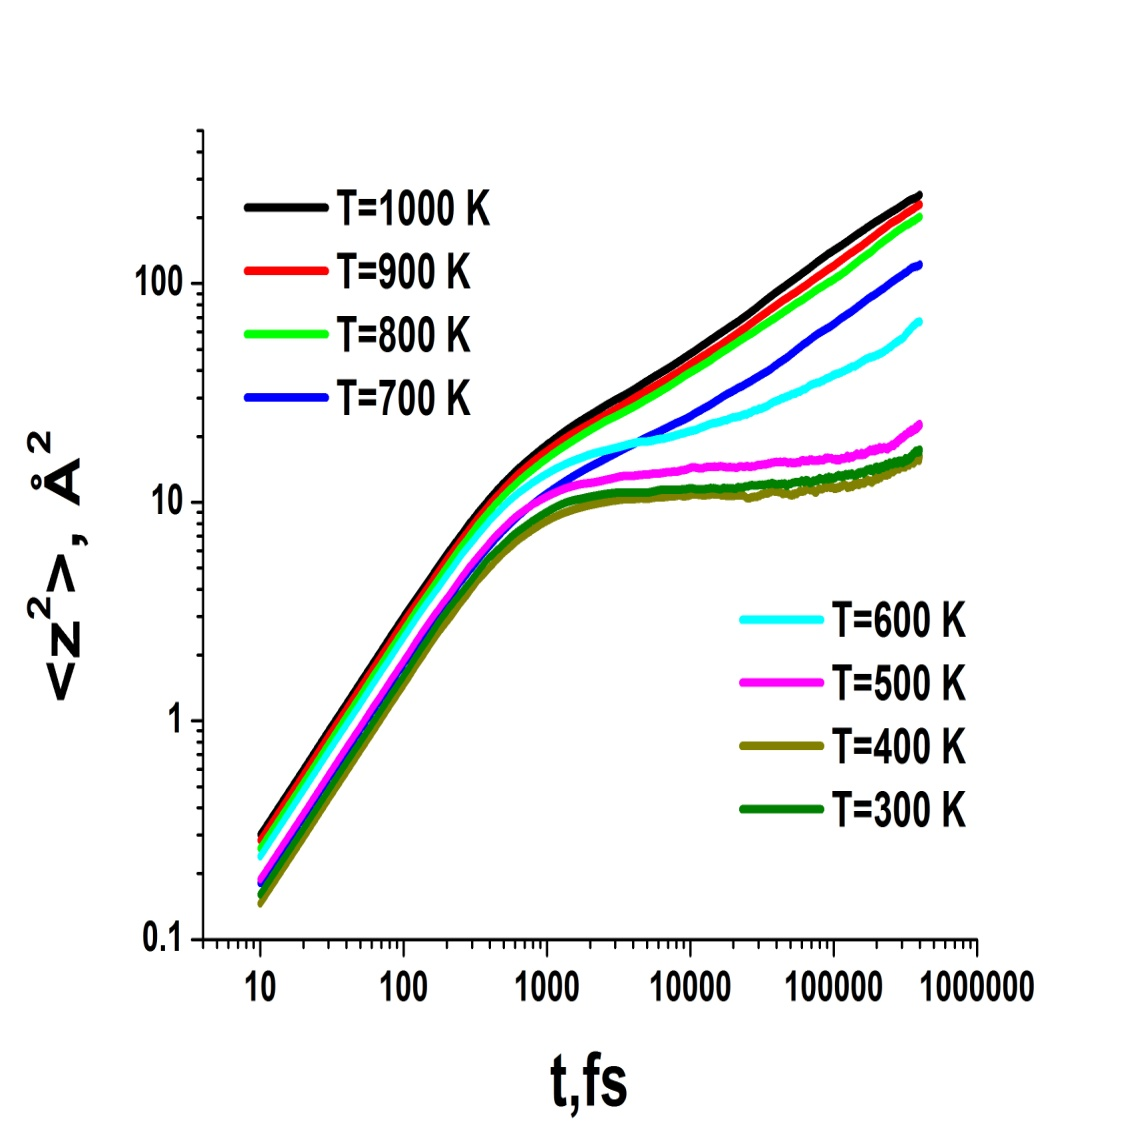 T=1000 K
T=900 K
T=800 K
T=700 K
<z²>, Å²
100
10
1
0.1
T=600 K
T=500 K
T=400 K
T=300 K
10 100 1000 10000 100000 1000000
t,fs